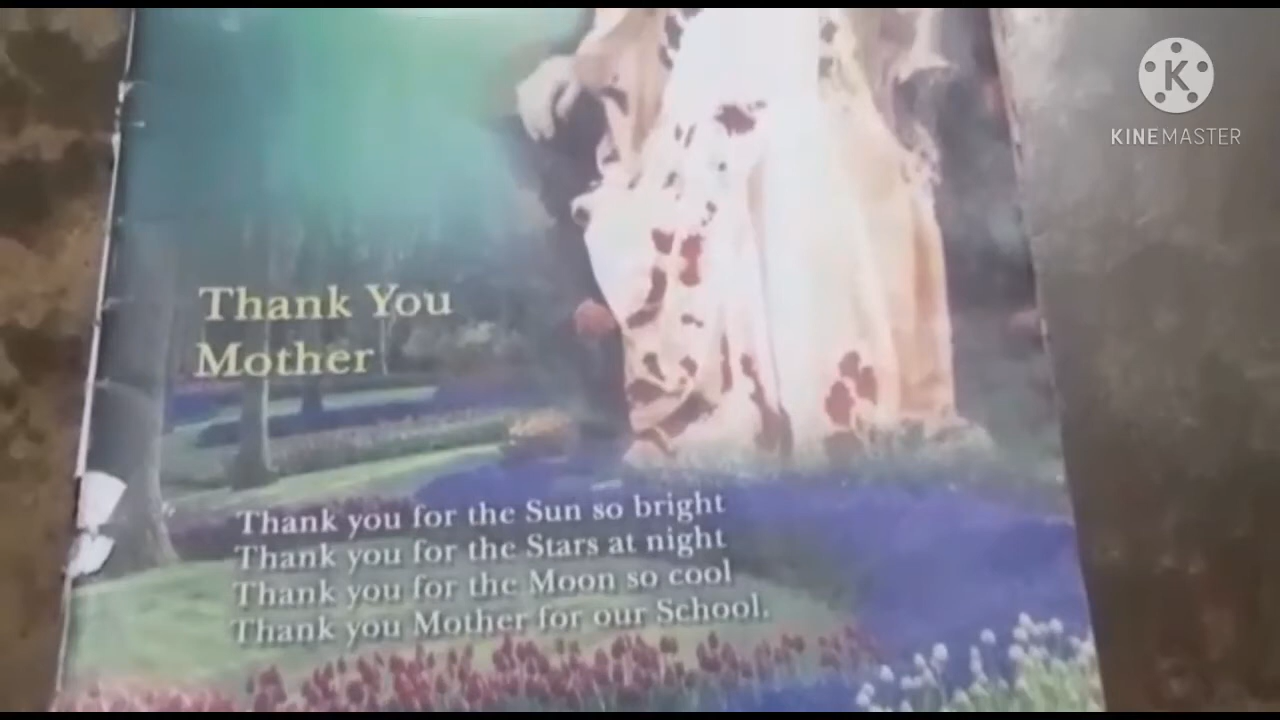 KINEMASTER
Thank You
Mother
Thank you for the Sun so bright
Thank you for the Stars at night
Thank you for the Moon so cool
Thank you Mother for our School.